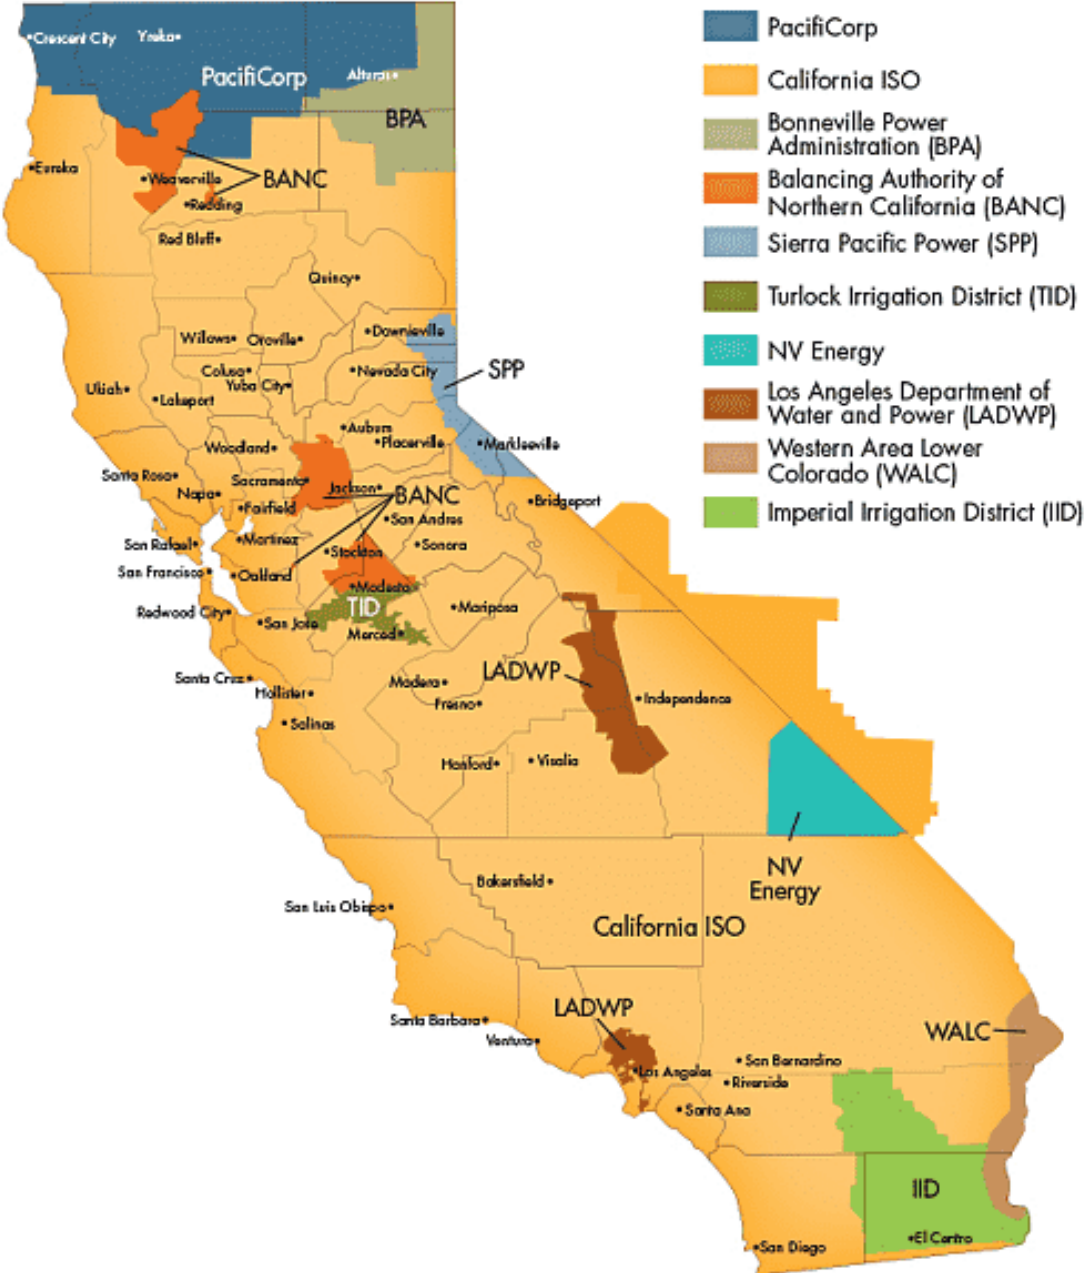 Crescent City
Yreka
PacifiCorp
Alturas
BPA
Eureka
Weaverville
BANC
Redding
Red Bluff
Quincy
Willows
Oroville
Downieville
Colusa
Nevada City
SPP
Yuba City
Ukiah
Lakeport
Auburn
Woodland
Placerville
Markleeville
Santa Rosa
Sacramento
Jackson
Napa
BANC
Bridgeport
Fairfield
San Andres
Martinez
San Rafael
Stockton
Sonora
San Francisco
Oakland
Modesto
Redwood City
TID
Mariposa
San Jose
Merced
LADWP
Santa Cruz
Madera
Hollister
Independence
Fresno
Salinas
Hanford
Visalia
NV
Energy
Bakersfield
San Luis Obispo
California ISO
LADWP
Santa Barbara
WALC
Ventura
San Bernardino
Los Angeles
Riverside
Santa Ana
IID
El Centro
San Diego
PacifiCorp
California ISO
Bonneville Power
Administration (BPA)
Balancing Authority of
Northern California (BANC)
Sierra Pacific Power (SPP)
Turlock Irrigation District (TID)
NV Energy
Los Angeles Department of
Water and Power (LADWP)
Western Area Lower
Colorado (WALC)
Imperial Irrigation District (IID)